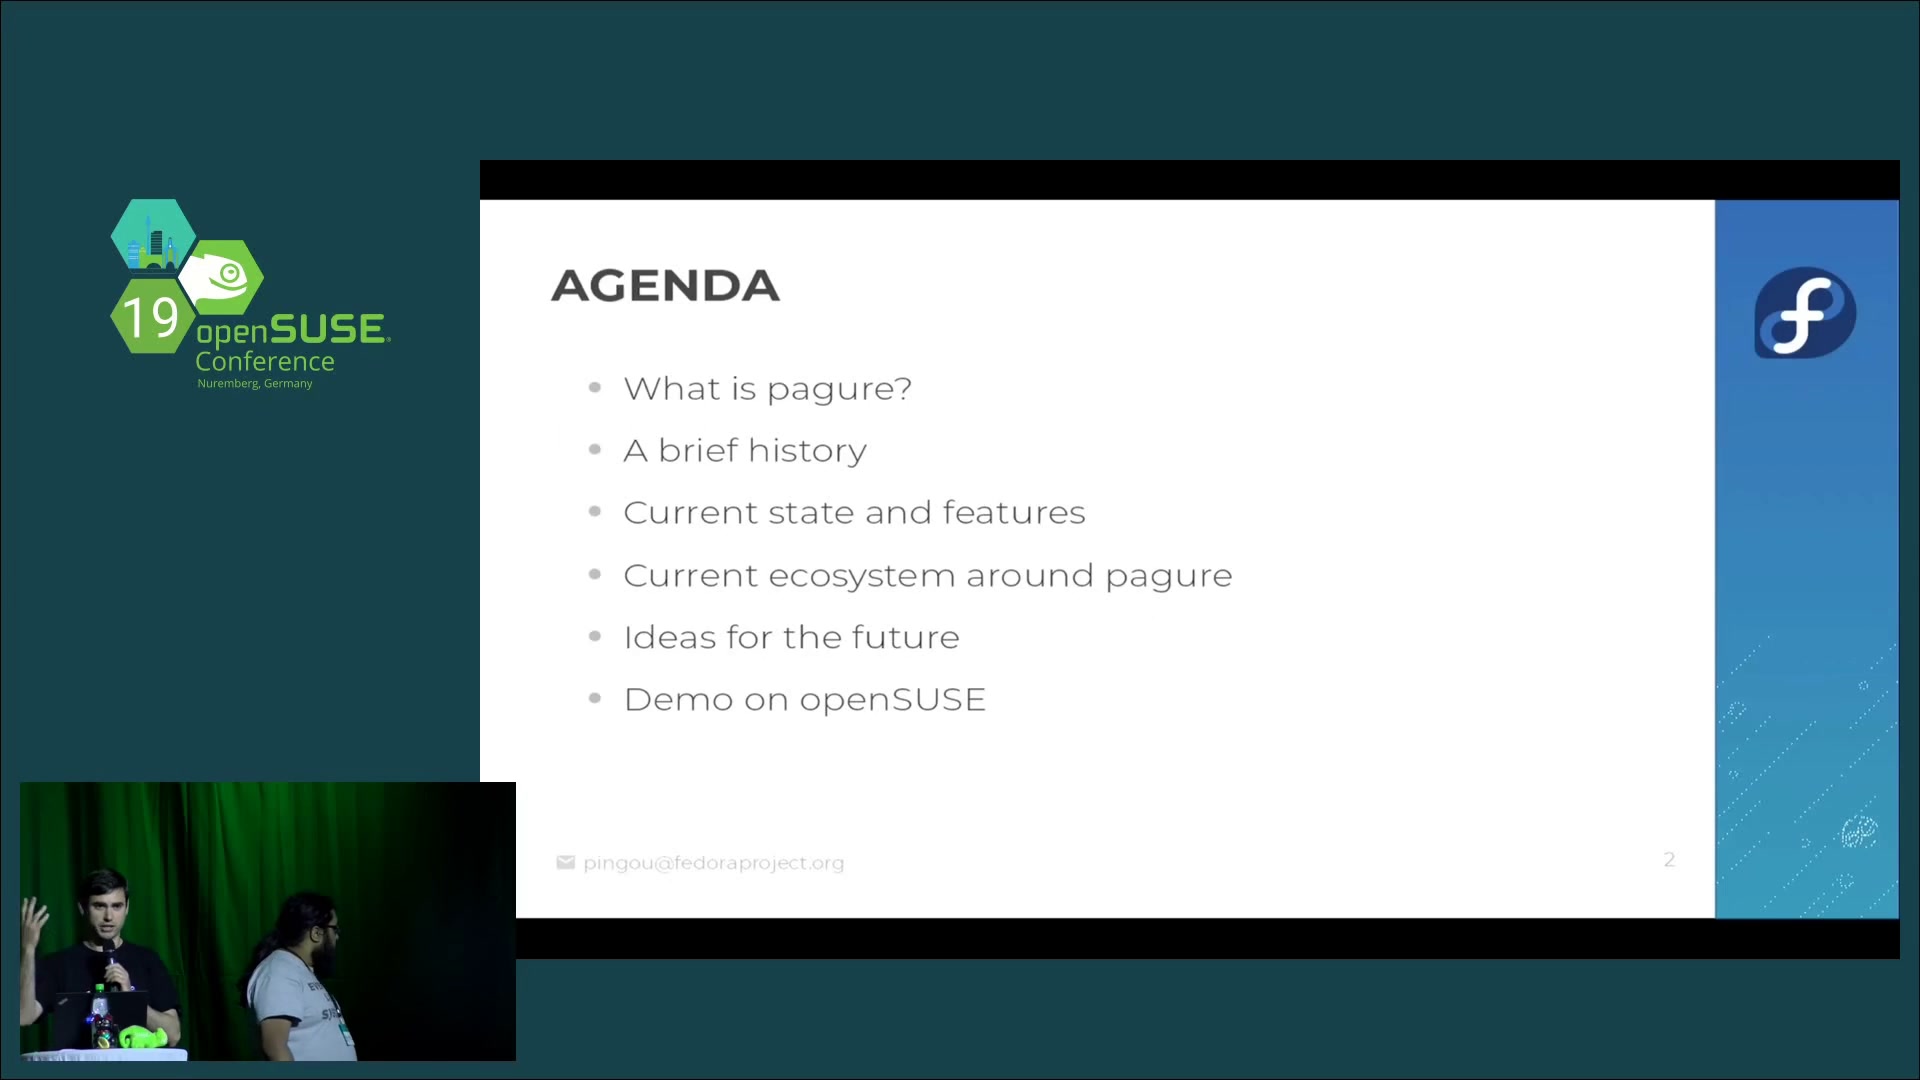 19
openSUSE
Conference
Nuremberg, Germany
AGENDA
What is pagure?
A brief history
Current state and features
Current ecosystem around pagure
Ideas for the future
Demo on openSUSE
pingou@fedoraproject.org
2